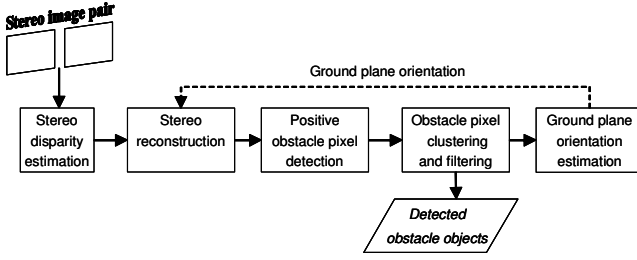 Stereo image pair
Ground plane orientation
Stereo
disparity
estimation
Stereo
reconstruction
Positive
obstacle pixel
detection
Obstacle pixel
clustering
and filtering
Ground plane
orientation
estimation
Detected
obstacle objects